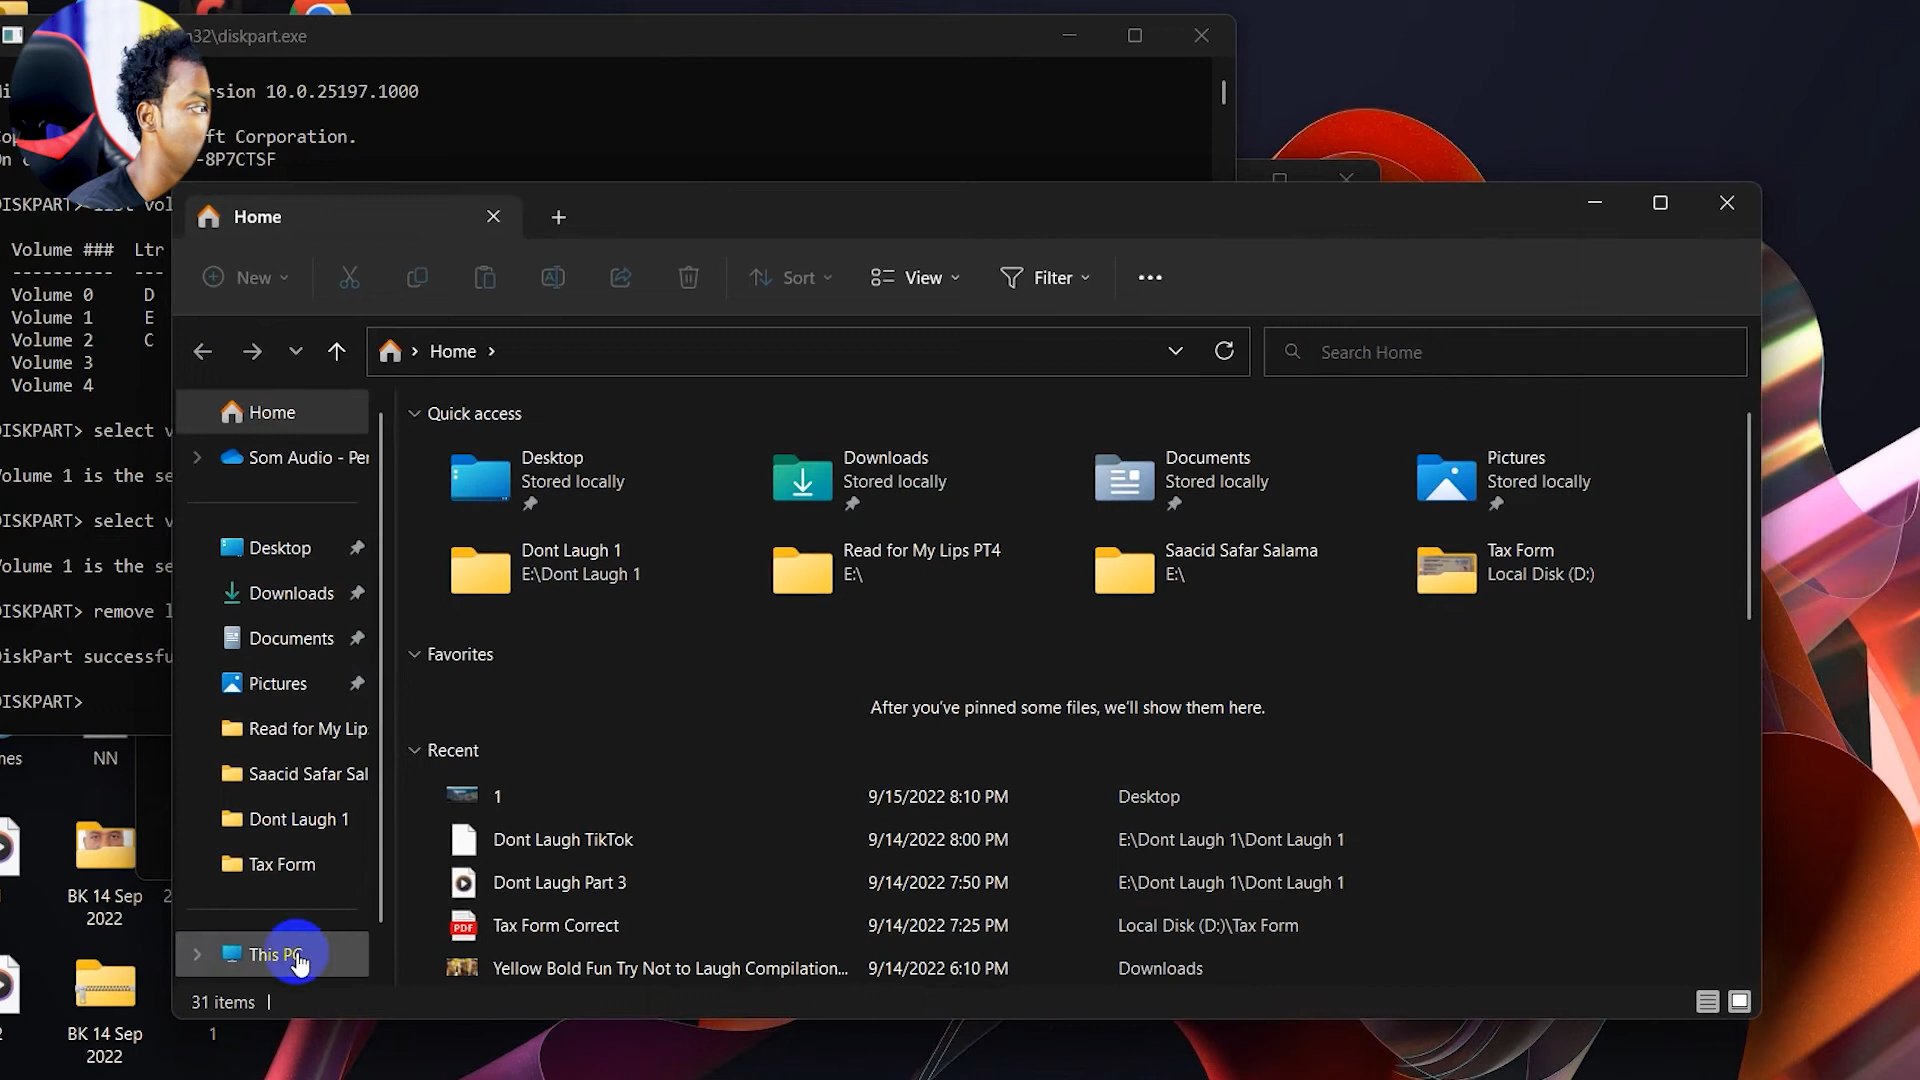 32\diskpart.exe
rsion 10.0.25197.1000
ft Corporation.
-8P7CTSF
DISKPART> list vol
Volume ### Ltr
---------- ---
Volume 0 D
Volume 1 E
Volume 2 C
Volume 3
Volume 4
DISKPART> select v
Volume 1 is the se
DISKPART> select v
Volume 1 is the se
DISKPART> remove l
DiskPart successfu
DISKPART>
Home
New
Sort
View
Filter
Home
Search Home
Home
Som Audio - Per
Desktop
Downloads
Documents
Pictures
Read for My Lips
Saacid Safar Sal
Dont Laugh 1
Tax Form
This PC
Quick access
Desktop
Stored locally
Downloads
Stored locally
Documents
Stored locally
Pictures
Stored locally
Dont Laugh 1
E:\Dont Laugh 1
Read for My Lips PT4
E:\
Saacid Safar Salama
E:\
Tax Form
Local Disk (D:)
Favorites
After you've pinned some files, we'll show them here.
Recent
1 9/15/2022 8:10 PM Desktop
Dont Laugh TikTok 9/14/2022 8:00 PM E:\Dont Laugh 1\Dont Laugh 1
Dont Laugh Part 3 9/14/2022 7:50 PM E:\Dont Laugh 1\Dont Laugh 1
PDF Tax Form Correct 9/14/2022 7:25 PM Local Disk (D:)\Tax Form
Yellow Bold Fun Try Not to Laugh Compilation... 9/14/2022 6:10 PM Downloads
31 items
nes
NN
BK 14 Sep
2022
2
BK 14 Sep
2022
1